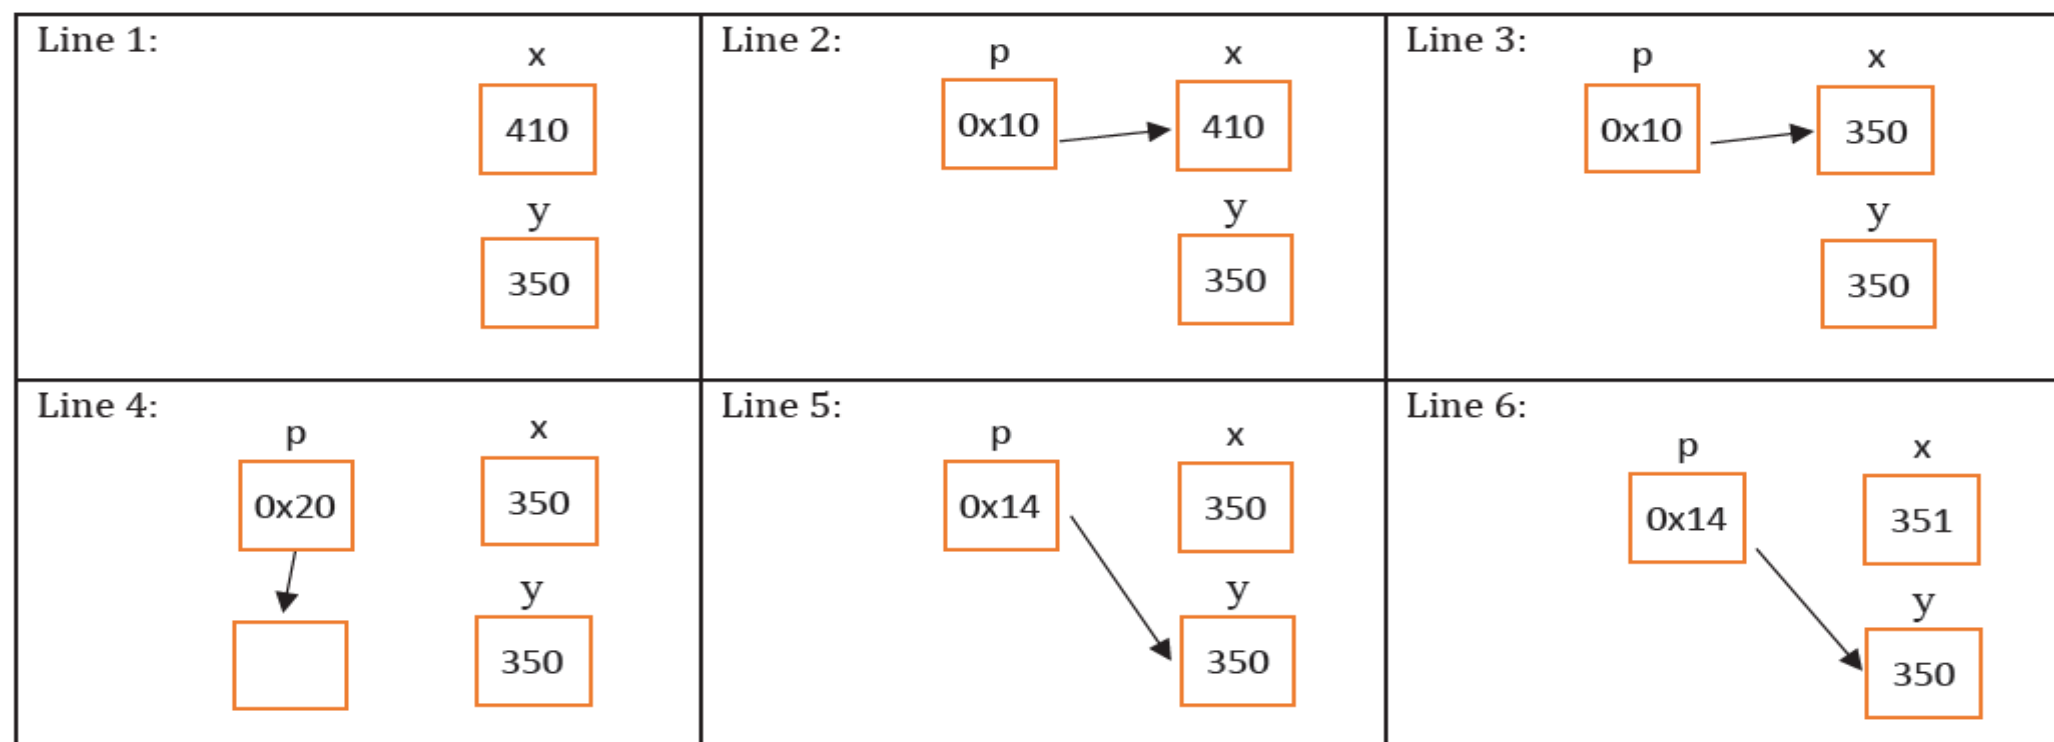 Line 1:
x
410
y
350
Line 2:
p x
0x10 410
y
350
Line 3:
p x
0x10 350
y
350
Line 4:
p x
0x20 350
y
350
Line 5:
p x
0x14 350
y
350
Line 6:
p x
0x14 351
y
350